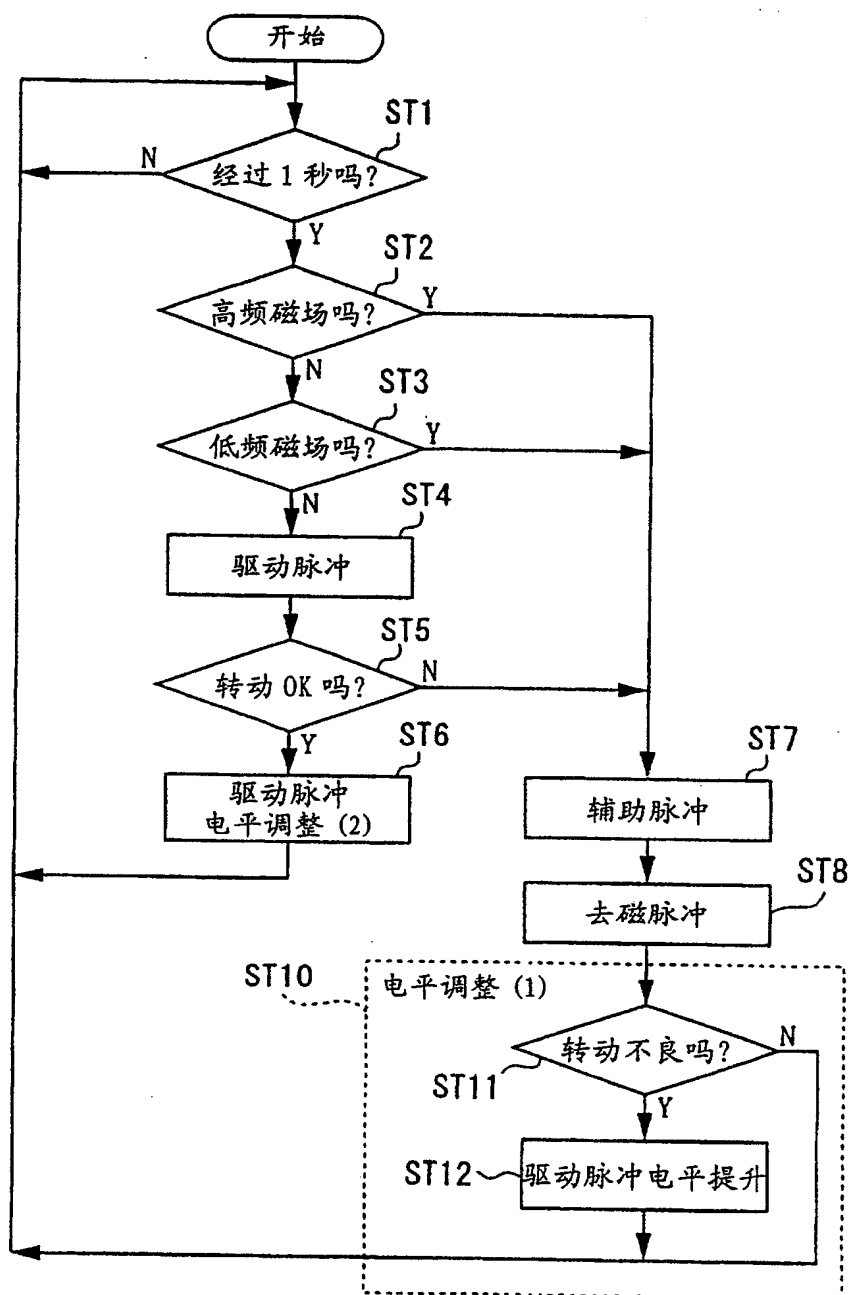 开始
ST1
经过 1 秒吗?
N
Y
ST2
高频磁场吗?
Y
N
ST3
低频磁场吗?
Y
N
ST4
驱动脉冲
ST5
转动 OK 吗?
N
Y
ST6
驱动脉冲
电平调整 (2)
ST7
辅助脉冲
ST8
去磁脉冲
ST10
电平调整 (1)
转动不良吗?
N
ST11
Y
ST12
驱动脉冲电平提升